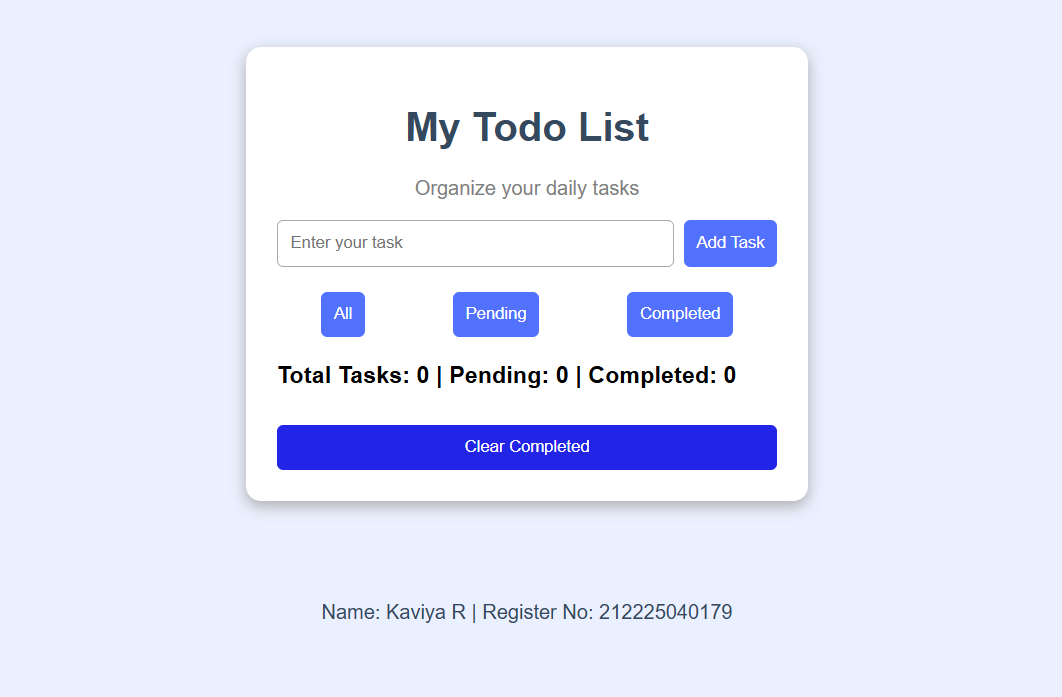 My Todo List
Organize your daily tasks
Enter your task Add Task
All Pending Completed
Total Tasks: 0 | Pending: 0 | Completed: 0
Clear Completed
Name: Kaviya R | Register No: 212225040179